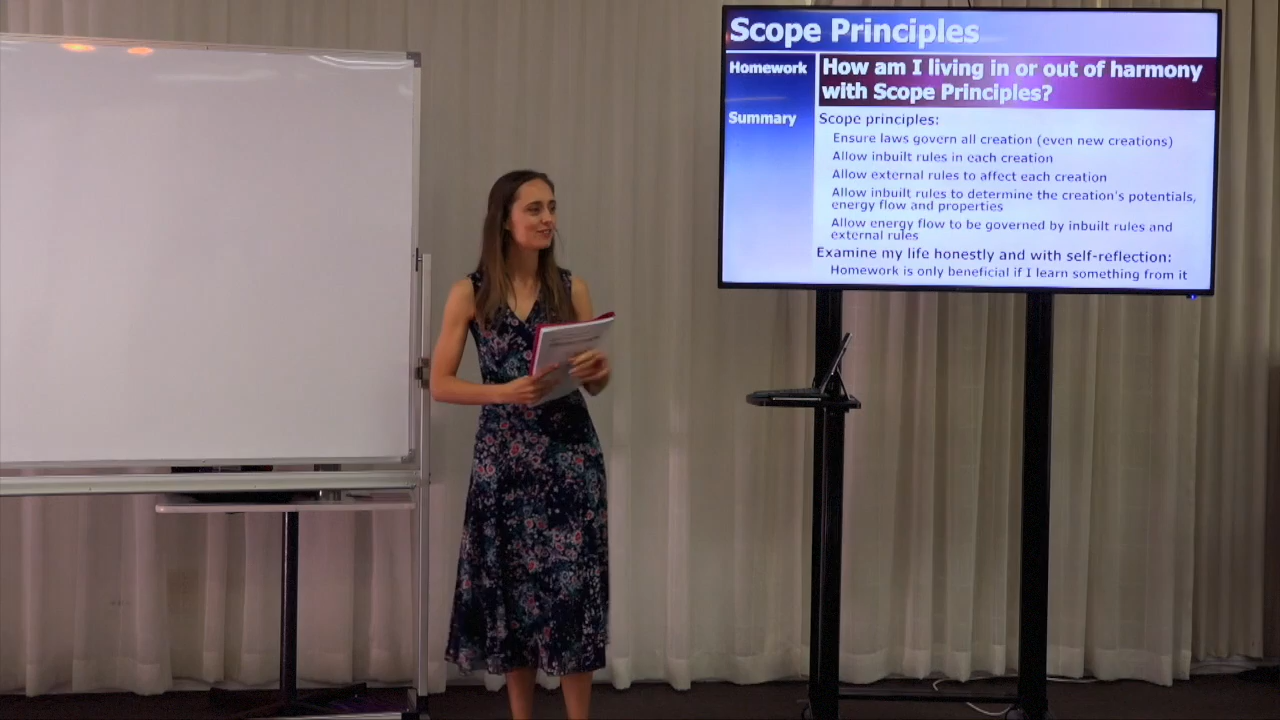 Scope Principles
Homework
How am I living in or out of harmony
with Scope Principles?
Summary
Scope principles:
Ensure laws govern all creation (even new creations)
Allow inbuilt rules in each creation
Allow external rules to affect each creation
Allow inbuilt rules to determine the creation's potentials,
energy flow and properties
Allow energy flow to be governed by inbuilt rules and
external rules
Examine my life honestly and with self-reflection:
Homework is only beneficial if I learn something from it